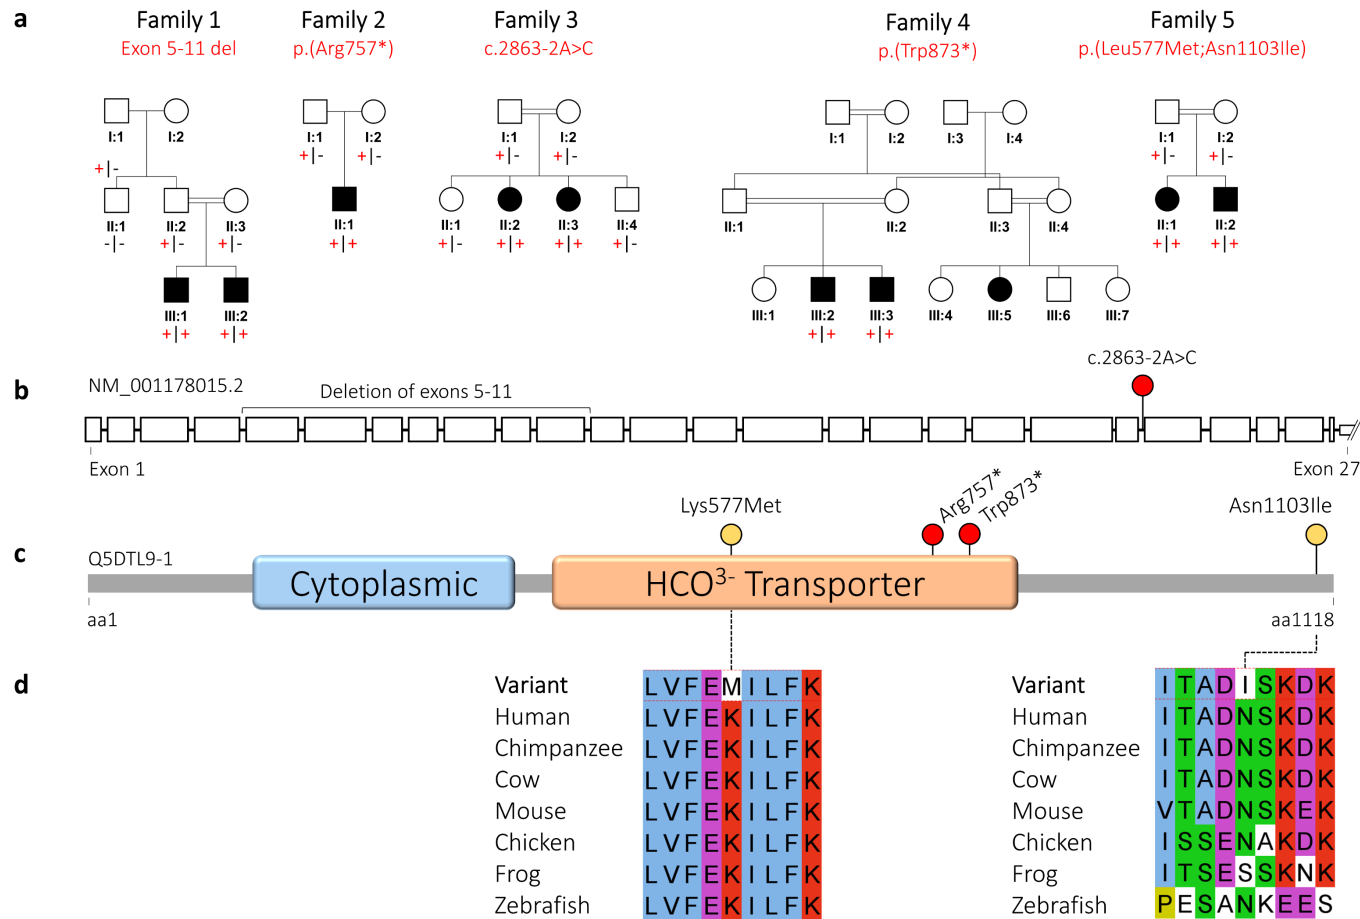 a
Family 1
Family 2
Family 3
Family 4
Family 5
Exon 5-11 del
p.(Arg757*)
c.2863-2A>C
p.(Trp873*)
p.(Leu577Met;Asn1103Ile)
I:1 I:2 I:1 I:2 I:1 I:2 I:1 I:2 I:3 I:4 I:1 I:2
+|- +|- +|- +|- +|- +|- +|-
II:1 II:2 II:3 II:1 II:1 II:2 II:3 II:4 II:1 II:2 II:3 II:4 II:1 II:2
-|- +|- +|- +|+ +|- +|+ +|+ +|- +|+ +|+
III:1 III:2 III:1 III:2 III:3 III:4 III:5 III:6 III:7
+|+ +|+ +|+ +|+
b
NM_001178015.2
Deletion of exons 5-11
c.2863-2A>C
Exon 1
Exon 27
c
Q5DTL9-1
Lys577Met
Arg757*
Trp873*
Asn1103Ile
Cytoplasmic
HCO3- Transporter
aa1
aa1118
d
Variant LVFEMILFK
Human LVFEKILFK
Chimpanzee LVFEKILFK
Cow LVFEKILFK
Mouse LVFEKILFK
Chicken LVFEKILFK
Frog LVFEKILFK
Zebrafish LVFEKILFK
Variant ITADISKDK
Human ITADNSKDK
Chimpanzee ITADNSKDK
Cow ITADNSKDK
Mouse VTADNSKEK
Chicken ISSENAKDK
Frog ITSESSKNK
Zebrafish PESANKEES